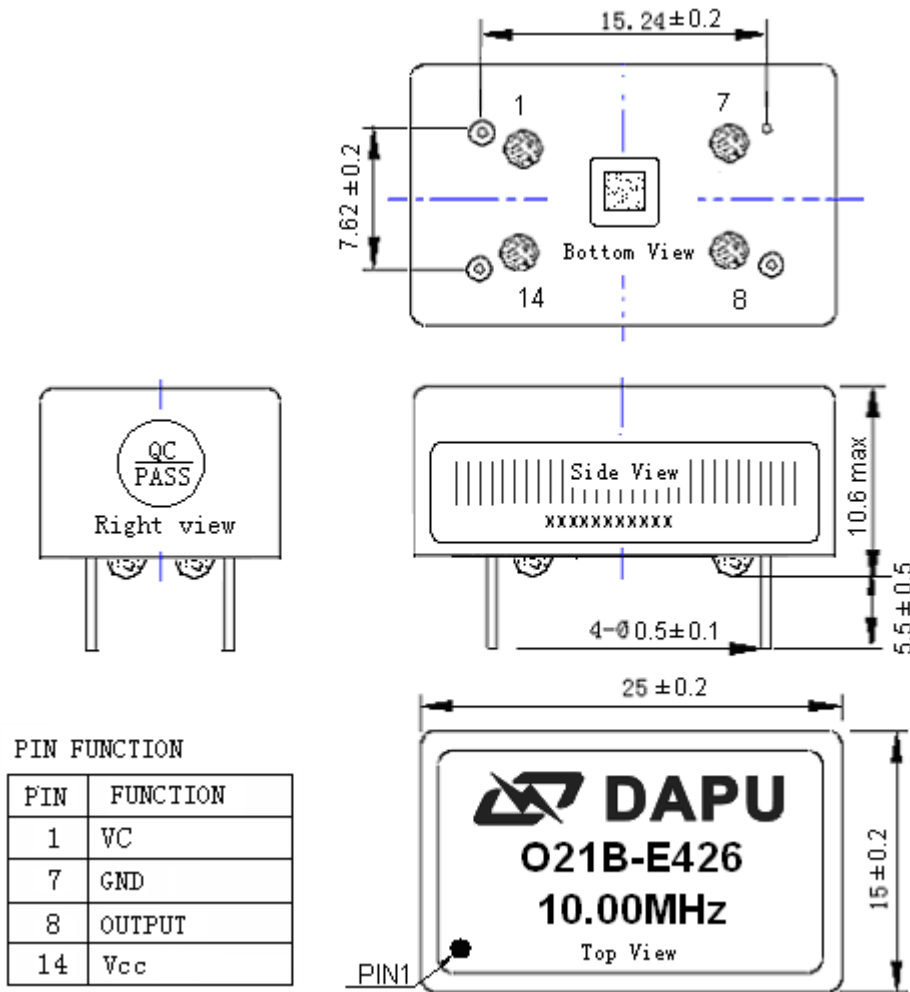 15.24±0.2
1
7
7.62±0.2
Bottom View
14
8
QC
PASS
Right view
Side View
xxxxxxxxxxx
10.6 max
5.5±0.5
4-Ø0.5±0.1
25±0.2
PIN FUNCTION
PIN FUNCTION
1 VC
7 GND
8 OUTPUT
14 Vcc
DAPU
O21B-E426
10.00MHz
Top View
PIN1
15±0.2